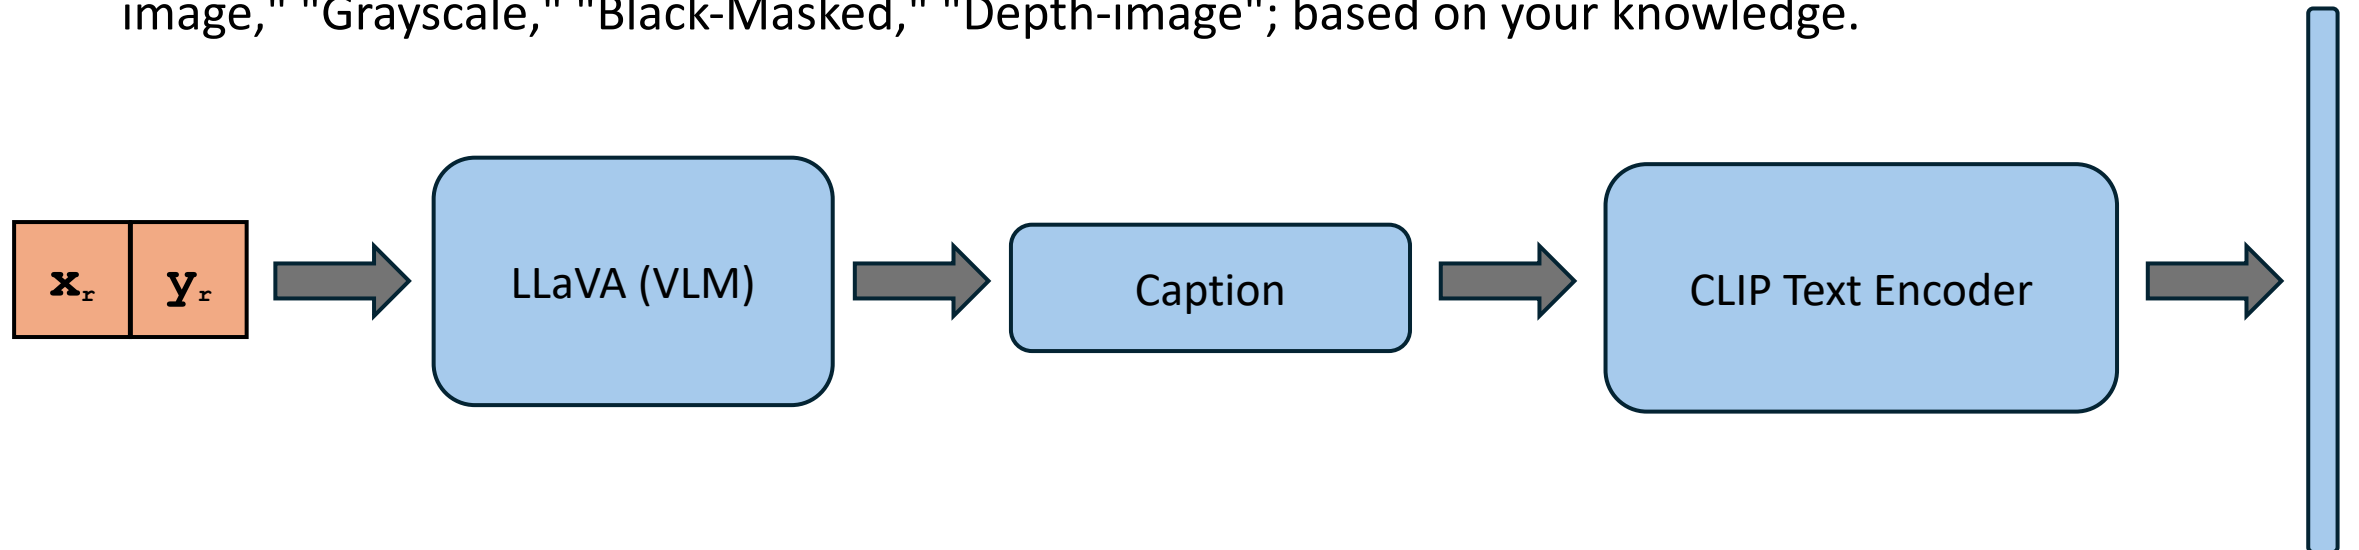 image," "Grayscale," "Black-Masked," "Depth-image"; based on your knowledge.
xr yr
LLaVA (VLM)
Caption
CLIP Text Encoder